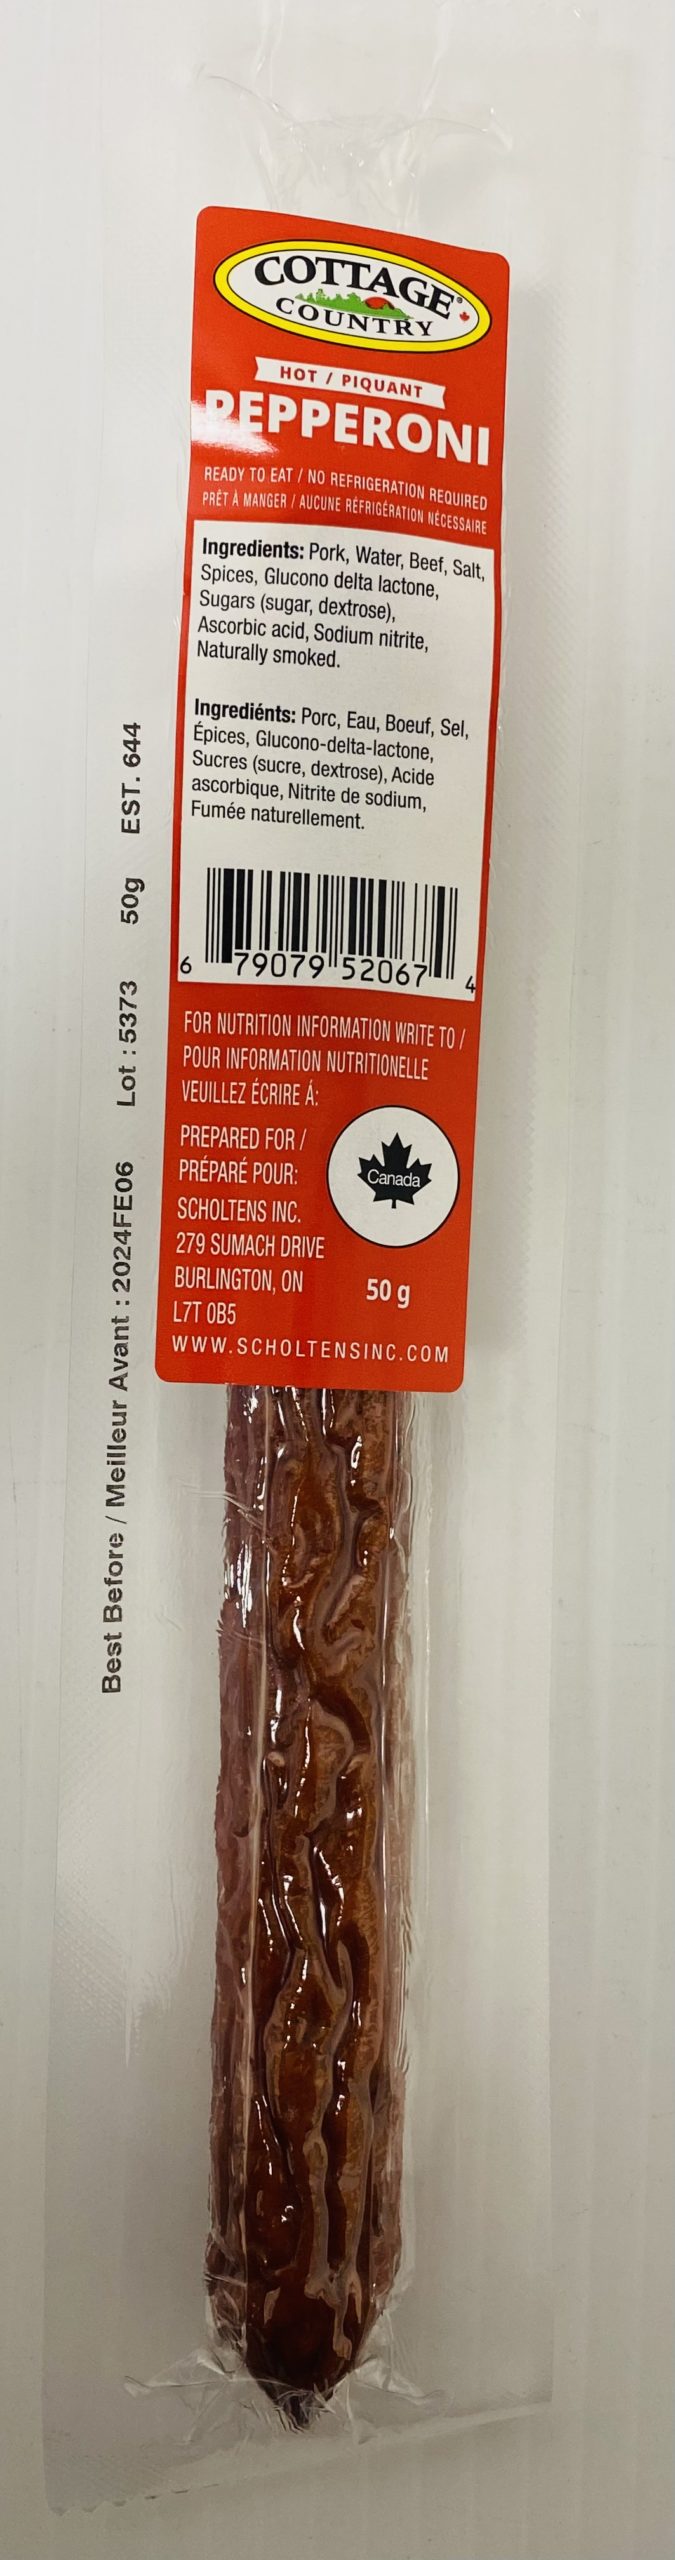 COTTAGE®
COUNTRY
HOT / PIQUANT
PEPPERONI
READY TO EAT / NO REFRIGERATION REQUIRED
PRÊT À MANGER / AUCUNE RÉFRIGÉRATION NÉCESSAIRE
Ingredients: Pork, Water, Beef, Salt,
Spices, Glucono delta lactone,
Sugars (sugar, dextrose),
Ascorbic acid, Sodium nitrite,
Naturally smoked.
Ingrediénts: Porc, Eau, Boeuf, Sel,
Épices, Glucono-delta-lactone,
Sucres (sucre, dextrose), Acide
ascorbique, Nitrite de sodium,
Fumée naturellement.
6 79079 52067 4
FOR NUTRITION INFORMATION WRITE TO /
POUR INFORMATION NUTRITIONELLE
VEUILLEZ ÉCRIRE Á:
PREPARED FOR /
PRÉPARÉ POUR:
SCHOLTENS INC.
279 SUMACH DRIVE
BURLINGTON, ON
L7T 0B5
Canada
50 g
WWW.SCHOLTENSINC.COM
Best Before / Meilleur Avant : 2024FE06 Lot : 5373 50g EST. 644